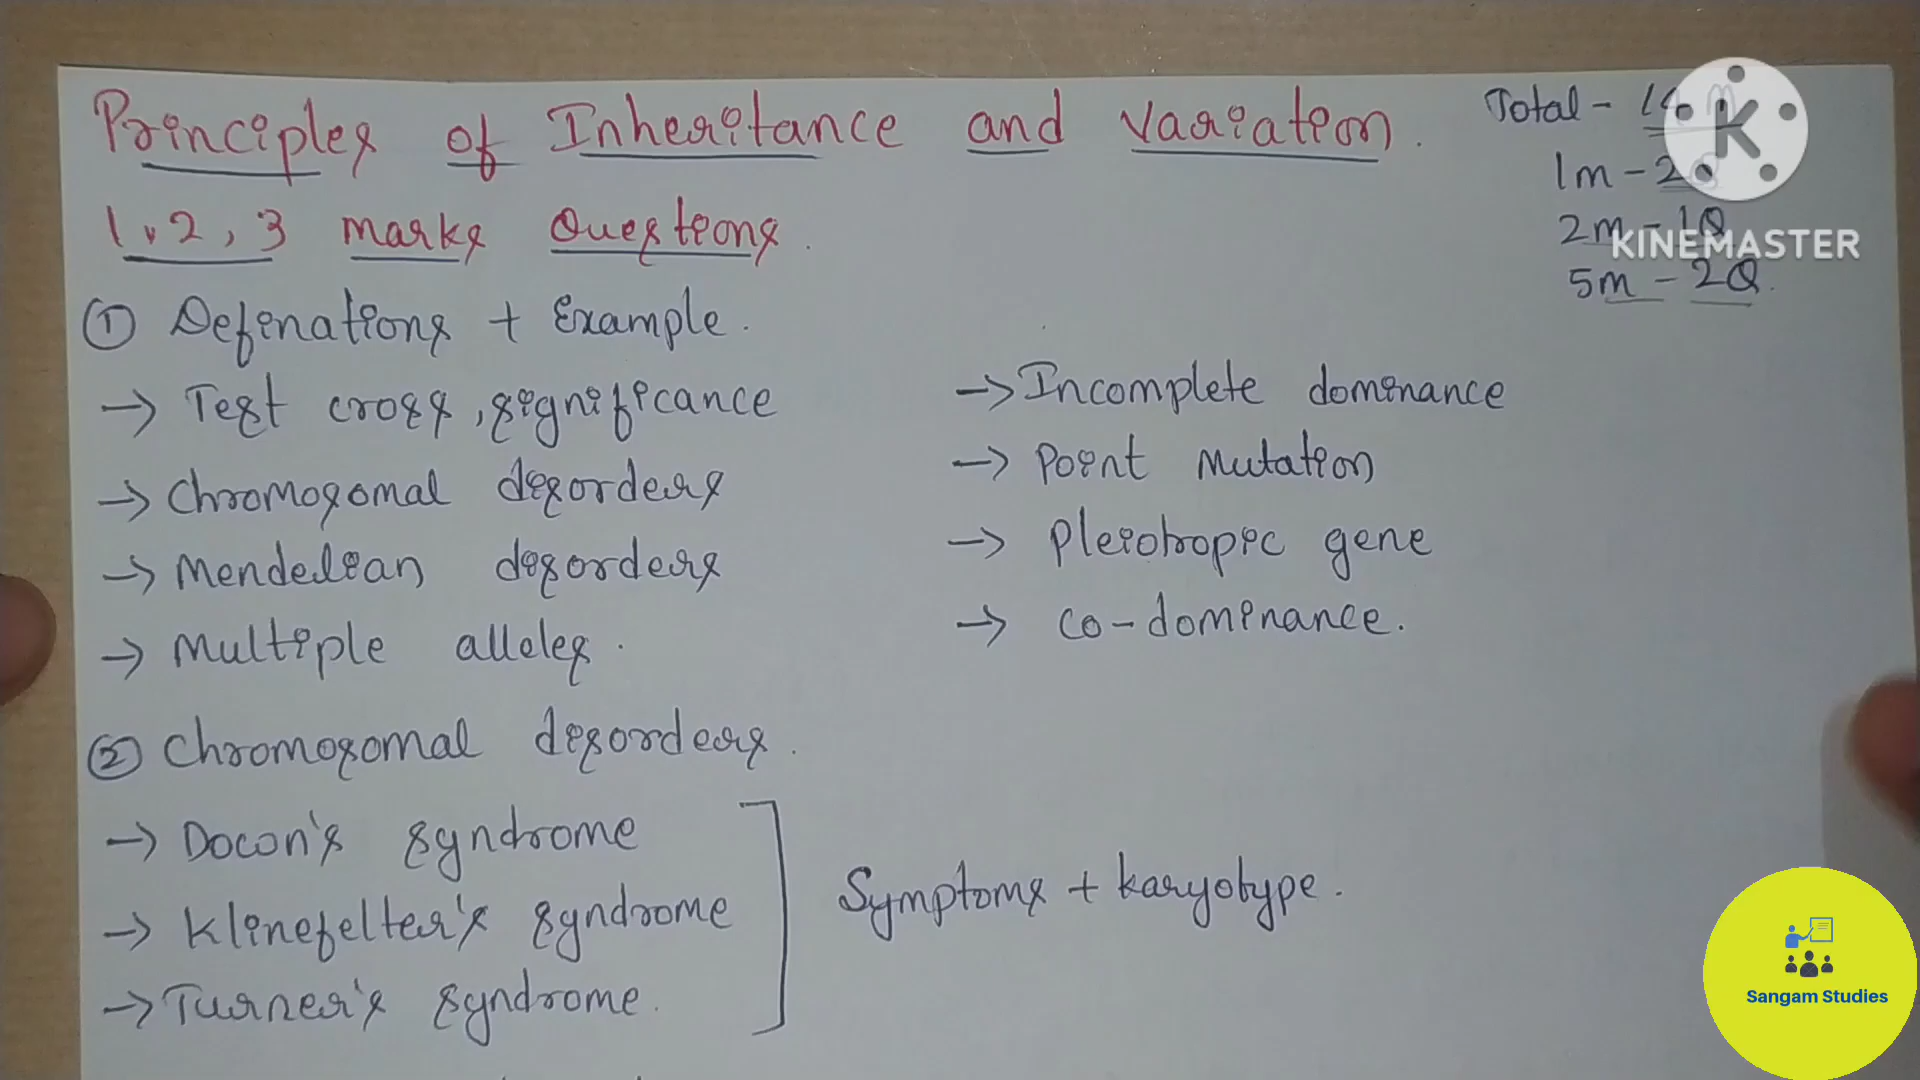 Principles of Inheritance and Variation.
1, 2, 3 marks Questions.
① Definations + Example.
→ Test cross, significance
→ Chromosomal disorders
→ Mendelian disorders
→ Multiple alleles.
→ Incomplete dominance
→ Point Mutation
→ Pleiotropic gene
→ co-dominance.
② Chromosomal disorders.
→ Down's syndrome
→ Klinefelter's syndrome
→ Turner's syndrome.
Symptoms + karyotype.
Total -
1m - 2
2m - 1Q
5m - 2Q.
KINEMASTER
Sangam Studies